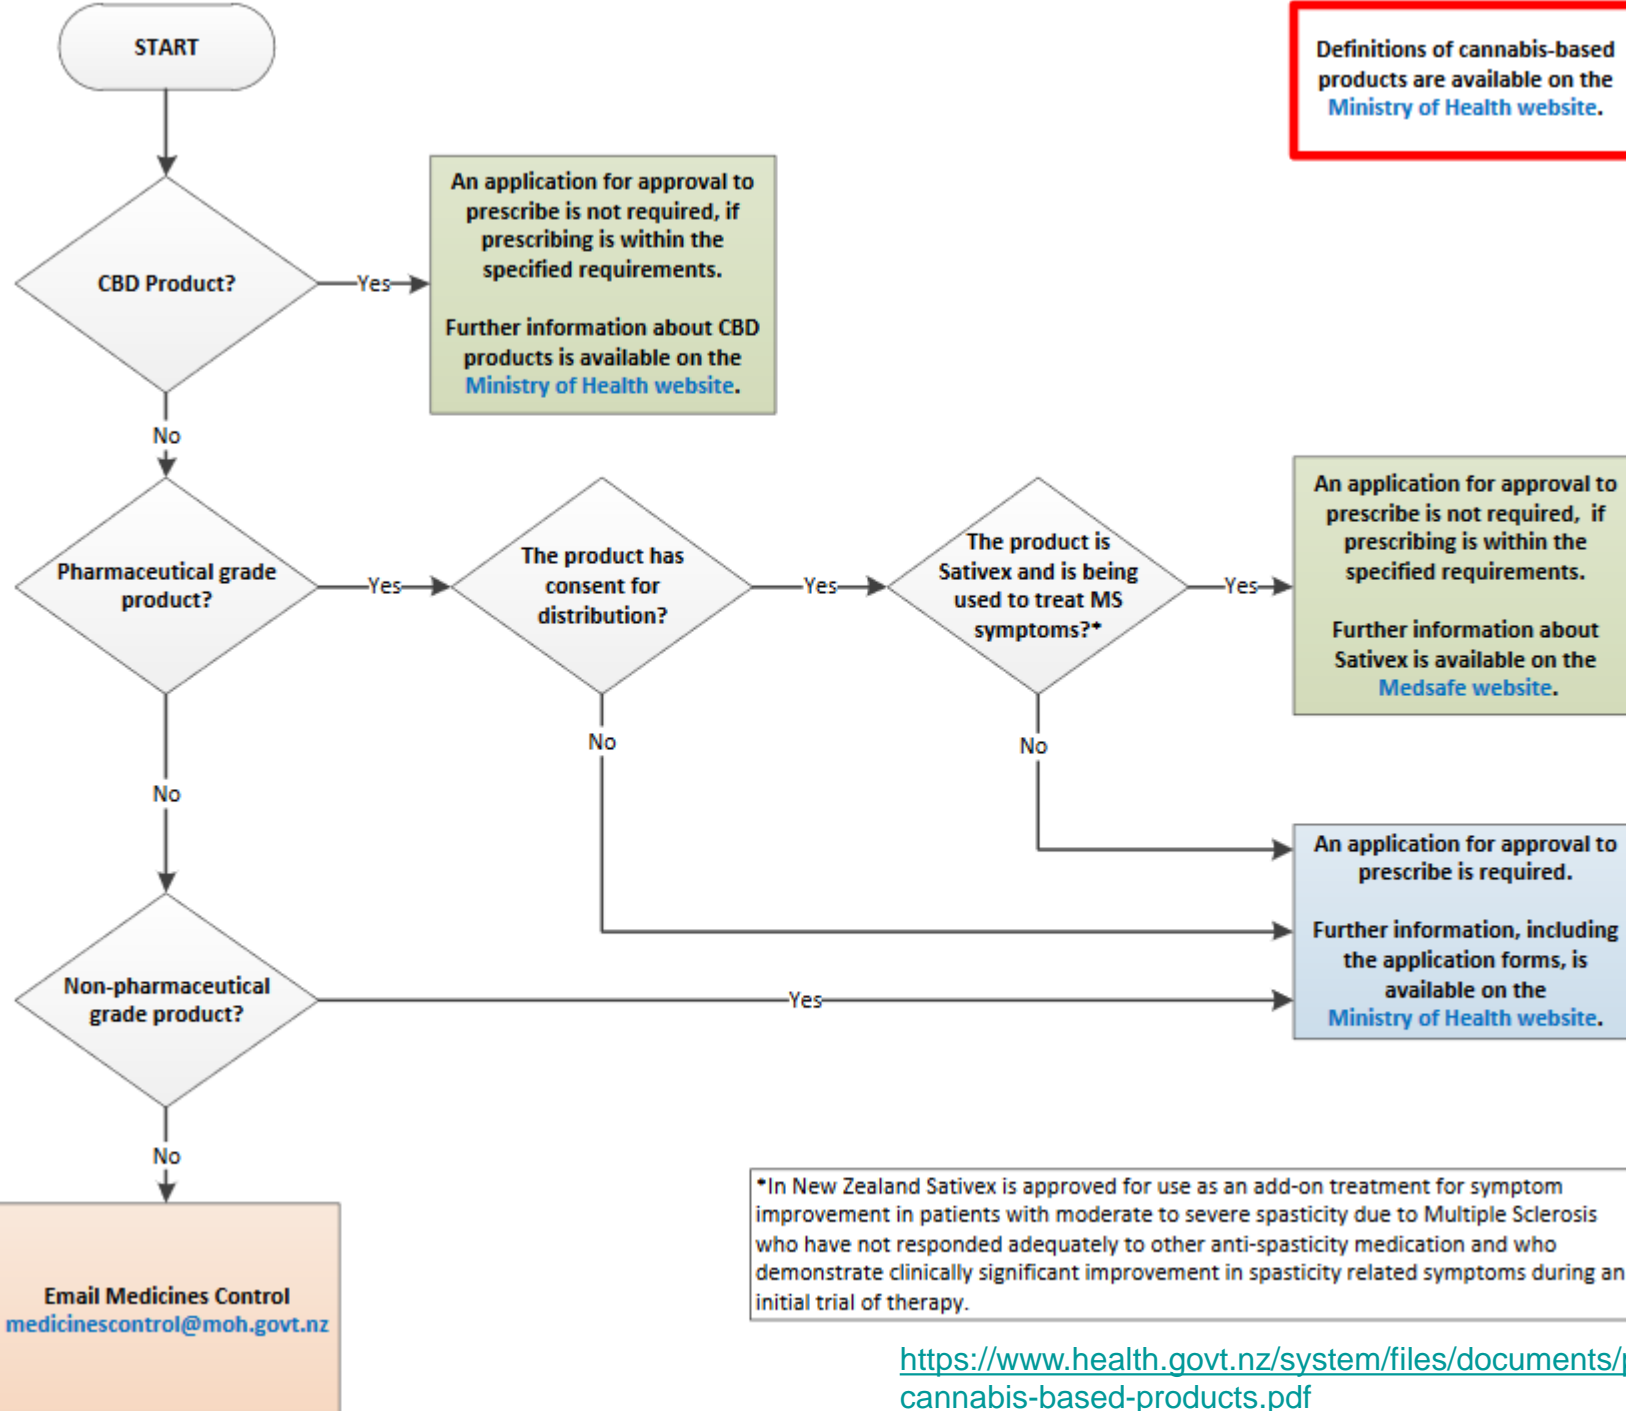 START
Definitions of cannabis-based
products are available on the
Ministry of Health website.
CBD Product?
Yes
An application for approval to
prescribe is not required, if
prescribing is within the
specified requirements.
Further information about CBD
products is available on the
Ministry of Health website.
No
Pharmaceutical grade
product?
Yes
The product has
consent for
distribution?
Yes
The product is
Sativex and is being
used to treat MS
symptoms?*
Yes
An application for approval to
prescribe is not required, if
prescribing is within the
specified requirements.
Further information about
Sativex is available on the
Medsafe website.
No
No
No
An application for approval to
prescribe is required.
Further information, including
the application forms, is
available on the
Ministry of Health website.
Non-pharmaceutical
grade product?
Yes
No
*In New Zealand Sativex is approved for use as an add-on treatment for symptom
improvement in patients with moderate to severe spasticity due to Multiple Sclerosis
who have not responded adequately to other anti-spasticity medication and who
demonstrate clinically significant improvement in spasticity related symptoms during an
initial trial of therapy.
Email Medicines Control
medicinescontrol@moh.govt.nz
https://www.health.govt.nz/system/files/documents/
cannabis-based-products.pdf